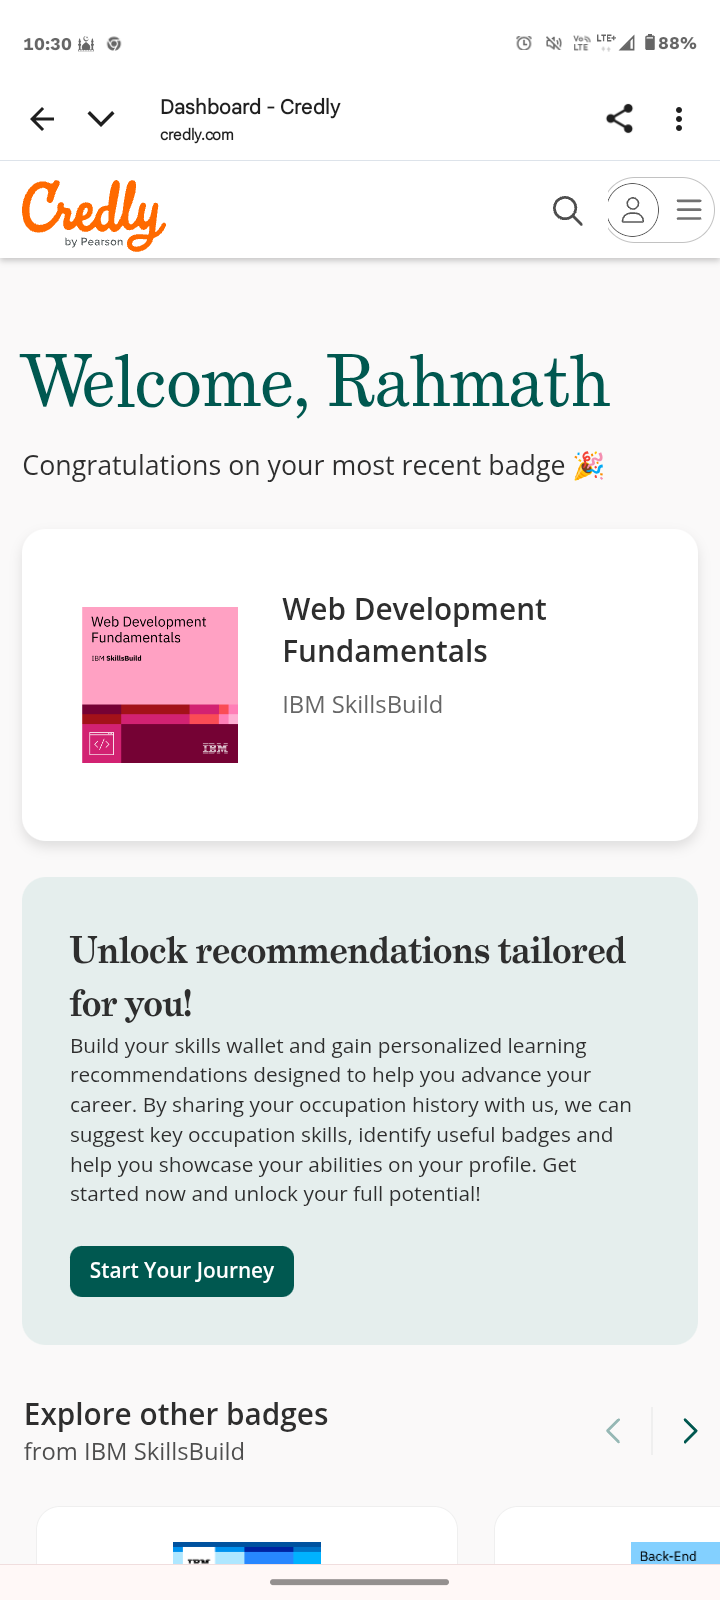 10:30
Vo LTE LTE+ 88%
Dashboard - Credly
credly.com
Credly
by Pearson
Welcome, Rahmath
Congratulations on your most recent badge 🎉
Web Development
Fundamentals
IBM SkillsBuild
IBM
Web Development
Fundamentals
IBM SkillsBuild
Unlock recommendations tailored
for you!
Build your skills wallet and gain personalized learning
recommendations designed to help you advance your
career. By sharing your occupation history with us, we can
suggest key occupation skills, identify useful badges and
help you showcase your abilities on your profile. Get
started now and unlock your full potential!
Start Your Journey
Explore other badges
from IBM SkillsBuild
IBM
Back-End